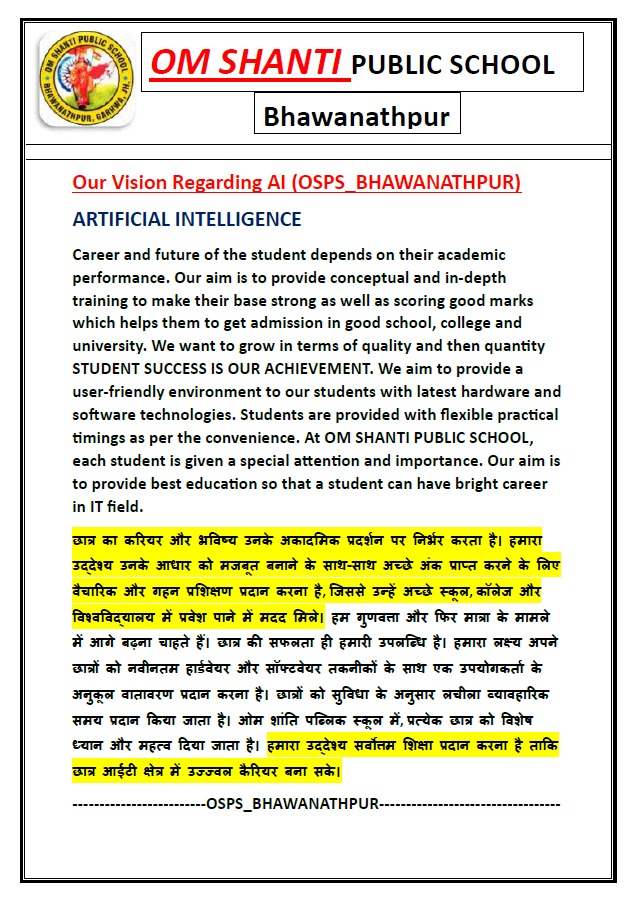 OM SHANTI PUBLIC SCHOOL
BHAWANATHPUR, GARHWA, JH.
OM SHANTI PUBLIC SCHOOL
Bhawanathpur
Our Vision Regarding AI (OSPS_BHAWANATHPUR)
ARTIFICIAL INTELLIGENCE
Career and future of the student depends on their academic
performance. Our aim is to provide conceptual and in-depth
training to make their base strong as well as scoring good marks
which helps them to get admission in good school, college and
university. We want to grow in terms of quality and then quantity
STUDENT SUCCESS IS OUR ACHIEVEMENT. We aim to provide a
user-friendly environment to our students with latest hardware and
software technologies. Students are provided with flexible practical
timings as per the convenience. At OM SHANTI PUBLIC SCHOOL,
each student is given a special attention and importance. Our aim is
to provide best education so that a student can have bright career
in IT field.
छात्र का करियर और भविष्य उनके अकादमिक प्रदर्शन पर निर्भर करता है। हमारा
उद्देश्य उनके आधार को मजबूत बनाने के साथ-साथ अच्छे अंक प्राप्त करने के लिए
वैचारिक और गहन प्रशिक्षण प्रदान करना है, जिससे उन्हें अच्छे स्कूल, कॉलेज और
विश्वविद्यालय में प्रवेश पाने में मदद मिले। हम गुणवत्ता और फिर मात्रा के मामले
में आगे बढ़ना चाहते हैं। छात्र की सफलता ही हमारी उपलब्धि है। हमारा लक्ष्य अपने
छात्रों को नवीनतम हार्डवेयर और सॉफ्टवेयर तकनीकों के साथ एक उपयोगकर्ता के
अनुकूल वातावरण प्रदान करना है। छात्रों को सुविधा के अनुसार लचीला व्यावहारिक
समय प्रदान किया जाता है। ओम शांति पब्लिक स्कूल में, प्रत्येक छात्र को विशेष
ध्यान और महत्व दिया जाता है। हमारा उद्देश्य सर्वोत्तम शिक्षा प्रदान करना है ताकि
छात्र आईटी क्षेत्र में उज्ज्वल कैरियर बना सके।
-------------------------OSPS_BHAWANATHPUR----------------------------------